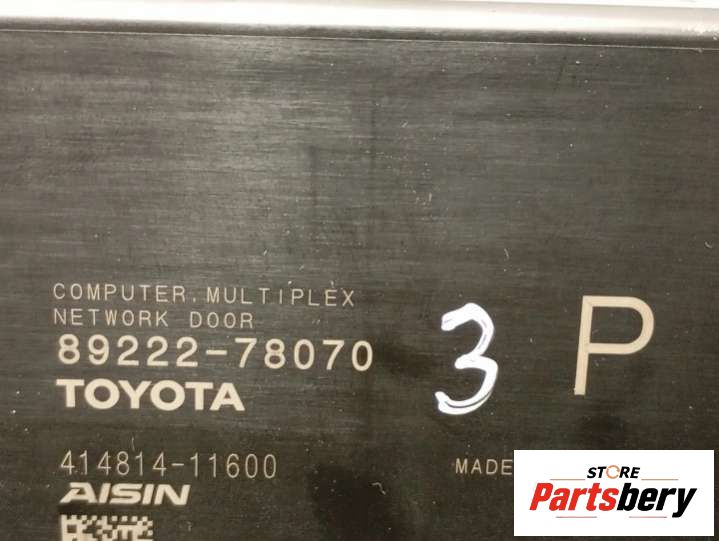 COMPUTER, MULTIPLEX
NETWORK DOOR
89222-78070
TOYOTA
3
P
414814-11600
AISIN
MADE
STORE
Partsbery